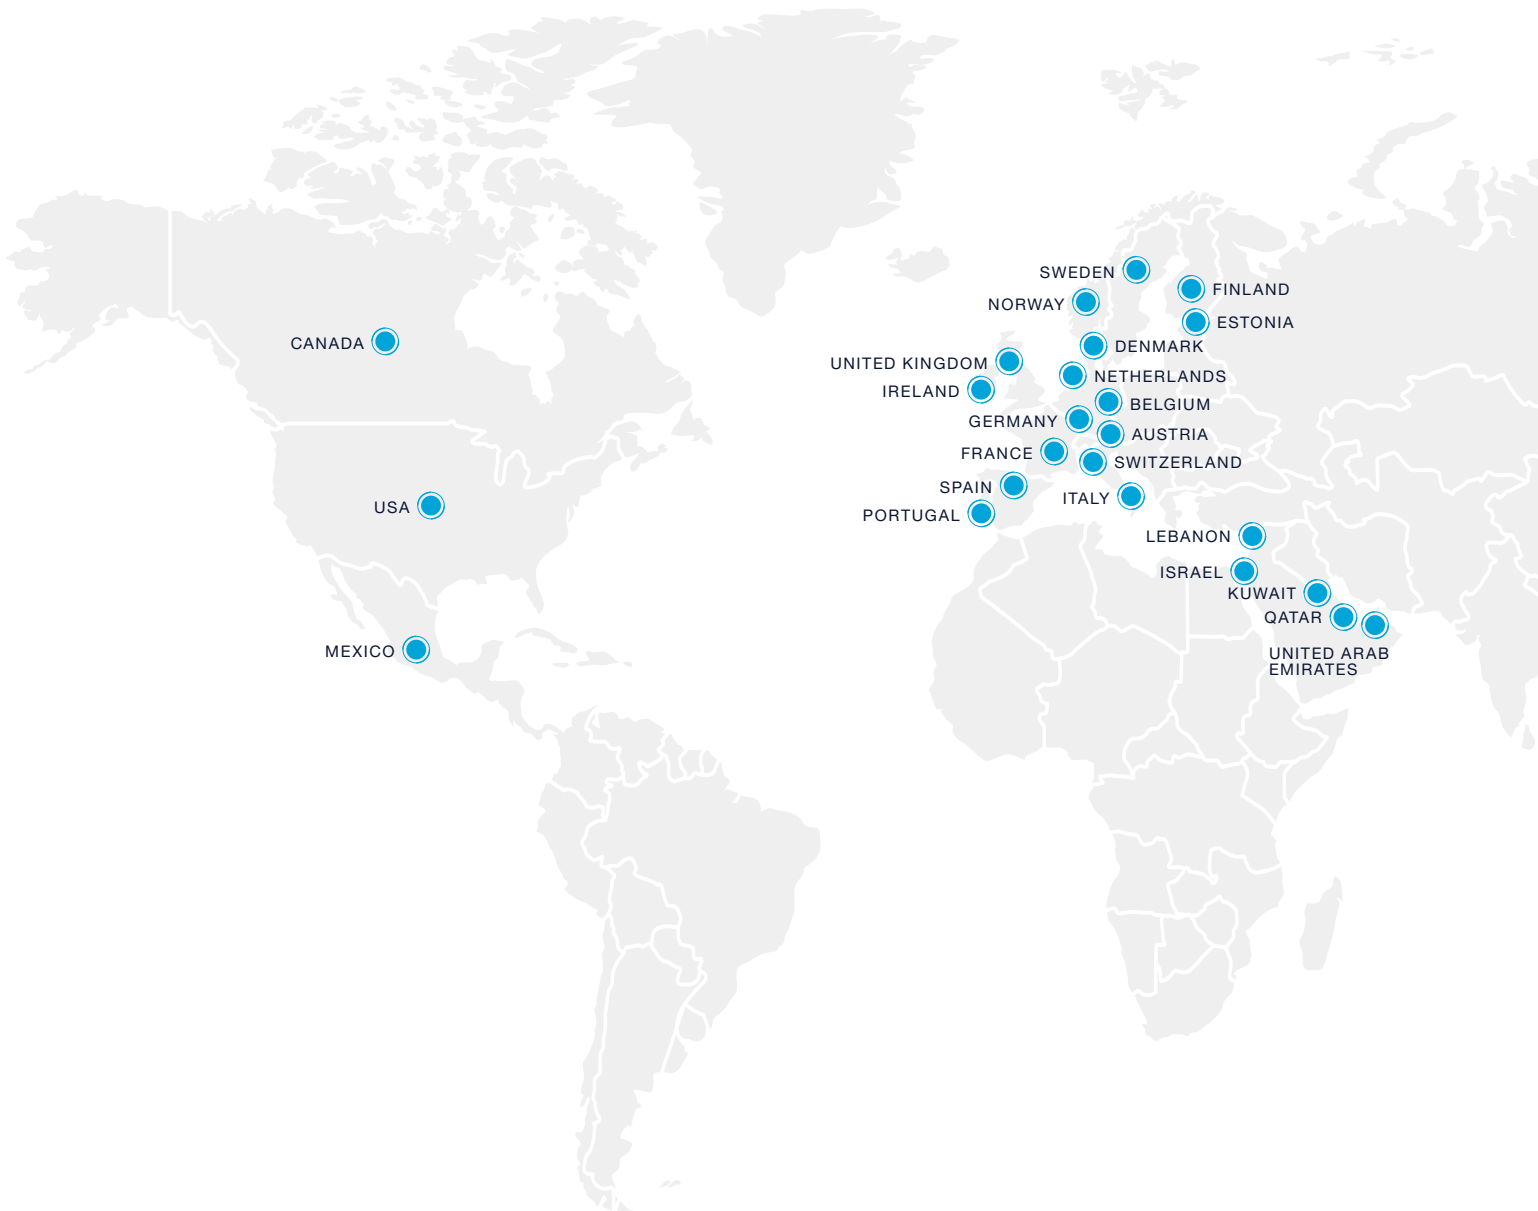 SWEDEN
FINLAND
NORWAY
ESTONIA
CANADA
DENMARK
UNITED KINGDOM
NETHERLANDS
IRELAND
BELGIUM
GERMANY
AUSTRIA
FRANCE
SWITZERLAND
SPAIN
ITALY
USA
PORTUGAL
LEBANON
ISRAEL
KUWAIT
QATAR
MEXICO
UNITED ARAB
EMIRATES